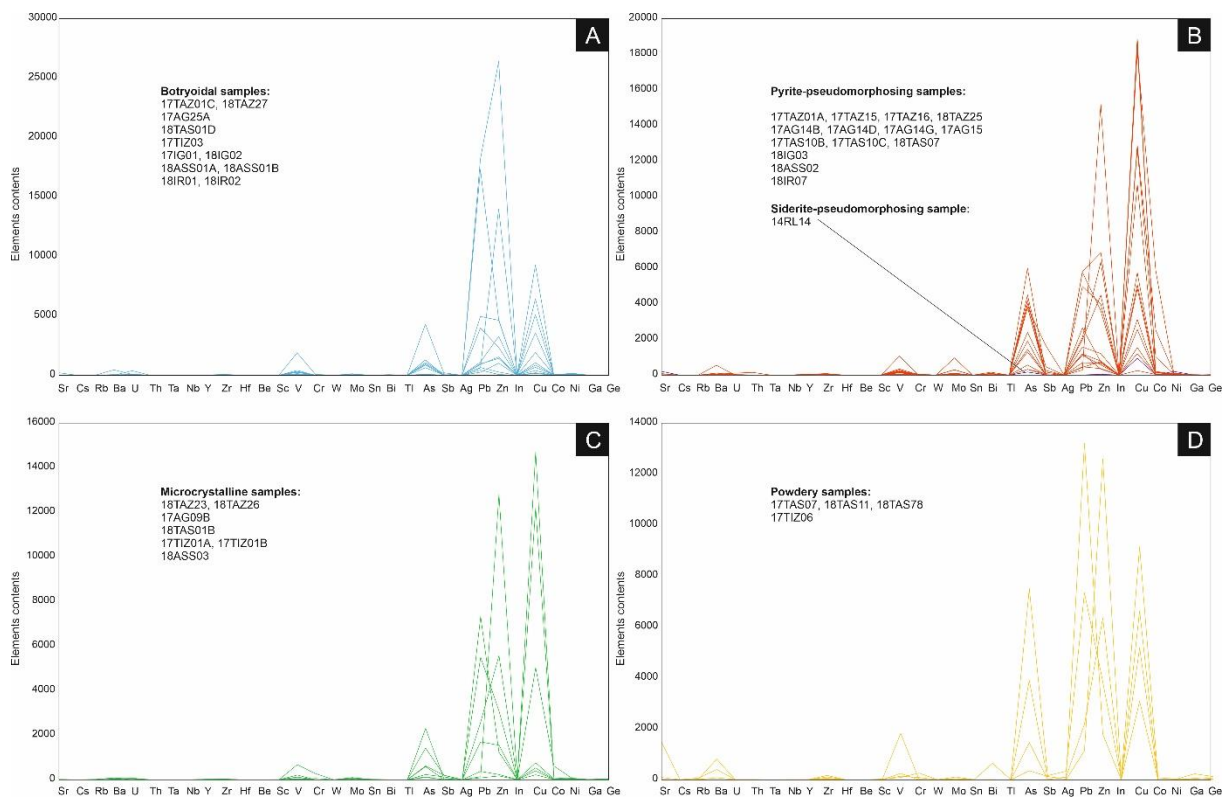 A
30000
25000
20000
15000
10000
5000
0
Elements contents
Botryoidal samples:
17TAZ01C, 18TAZ27
17AG25A
18TAS01D
17TIZ03
17IG01, 18IG02
18ASS01A, 18ASS01B
18IR01, 18IR02
Sr Cs Rb Ba U Th Ta Nb Y Zr Hf Be Sc V Cr W Mo Sn Bi Tl As Sb Ag Pb Zn In Cu Co Ni Ga Ge
B
20000
18000
16000
14000
12000
10000
8000
6000
4000
2000
0
Elements contents
Pyrite-pseudomorphosing samples:
17TAZ01A, 17TAZ15, 17TAZ16, 18TAZ25
17AG14B, 17AG14D, 17AG14G, 17AG15
17TAS10B, 17TAS10C, 18TAS07
18IG03
18ASS02
18IR07
Siderite-pseudomorphosing sample:
14RL14
Sr Cs Rb Ba U Th Ta Nb Y Zr Hf Be Sc V Cr W Mo Sn Bi Tl As Sb Ag Pb Zn In Cu Co Ni Ga Ge
C
16000
14000
12000
10000
8000
6000
4000
2000
0
Elements contents
Microcrystalline samples:
18TAZ23, 18TAZ26
17AG09B
18TAS01B
17TIZ01A, 17TIZ01B
18ASS03
Sr Cs Rb Ba U Th Ta Nb Y Zr Hf Be Sc V Cr W Mo Sn Bi Tl As Sb Ag Pb Zn In Cu Co Ni Ga Ge
D
14000
12000
10000
8000
6000
4000
2000
0
Elements contents
Powdery samples:
17TAS07, 18TAS11, 18TAS78
17TIZ06
Sr Cs Rb Ba U Th Ta Nb Y Zr Hf Be Sc V Cr W Mo Sn Bi Tl As Sb Ag Pb Zn In Cu Co Ni Ga Ge